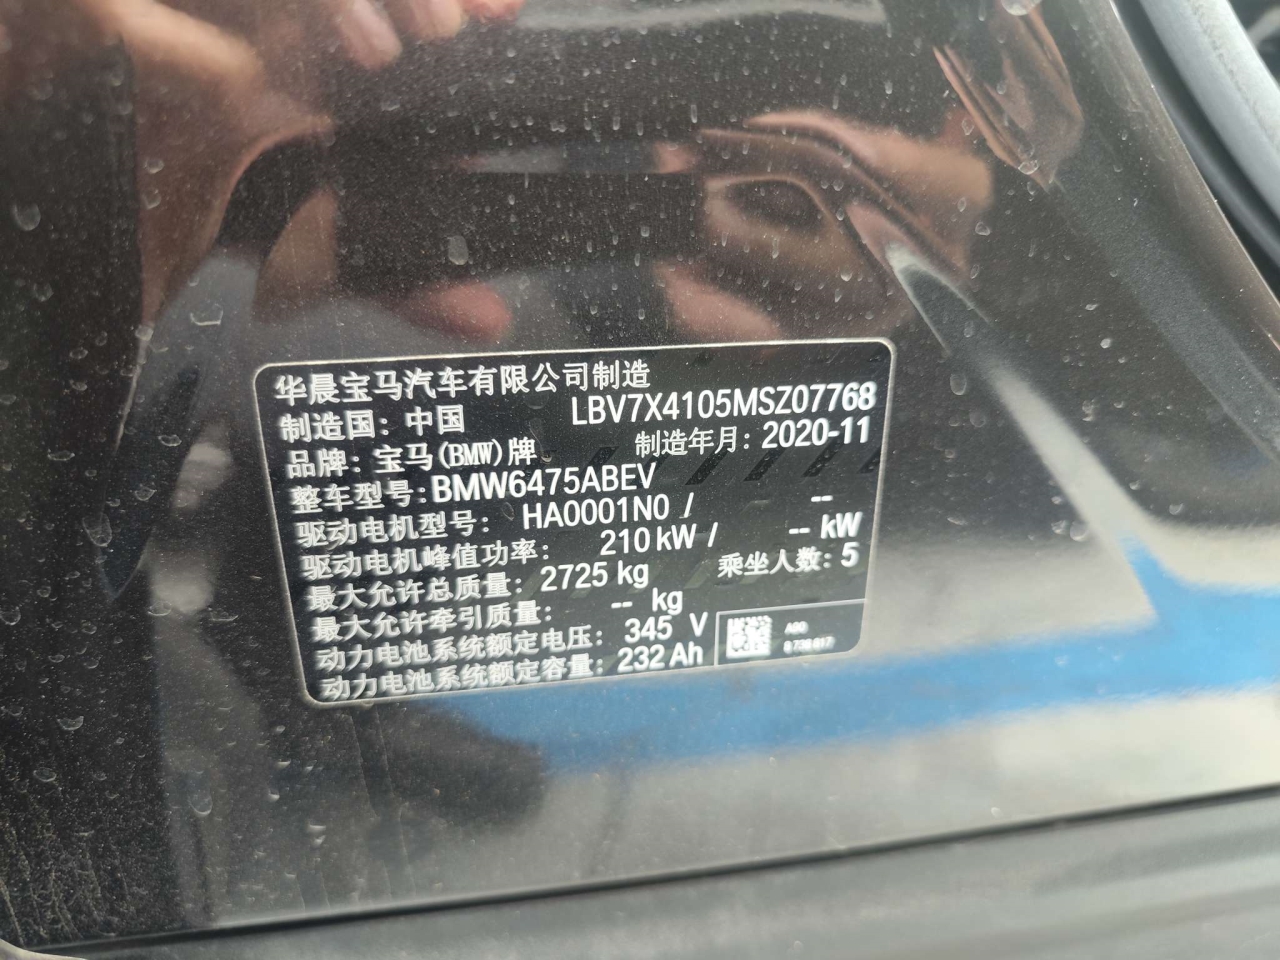 华晨宝马汽车有限公司制造
制造国：中国 LBV7X4105MSZ07768
品牌：宝马(BMW)牌 制造年月：2020-11
整车型号：BMW6475ABEV
驱动电机型号： HA0001N0 / --
驱动电机峰值功率： 210 kW / -- kW
最大允许总质量：2725 kg 乘坐人数：5
最大允许牵引质量： -- kg
动力电池系统额定电压：345 V
动力电池系统额定容量：232 Ah